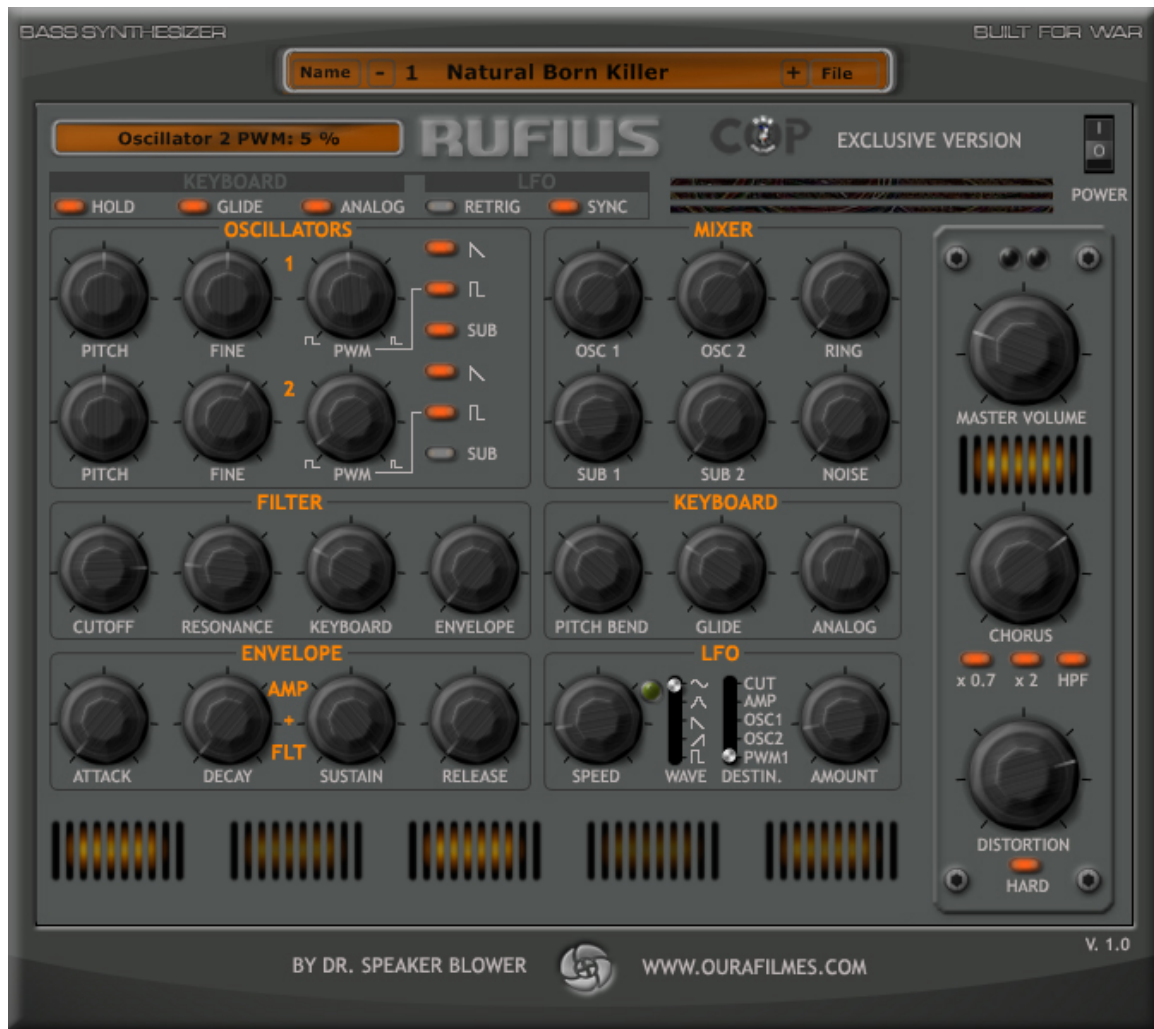 BASS SYNTHESIZER
BUILT FOR WAR
Name - 1 Natural Born Killer + File
Oscillator 2 PWM: 5 %
RUFIUS
COP
EXCLUSIVE VERSION
I
O
POWER
KEYBOARD
LFO
HOLD GLIDE ANALOG RETRIG SYNC
OSCILLATORS
1
PITCH FINE PWM
SUB
2
PITCH FINE PWM
SUB
MIXER
OSC 1 OSC 2 RING
SUB 1 SUB 2 NOISE
FILTER
CUTOFF RESONANCE KEYBOARD ENVELOPE
KEYBOARD
PITCH BEND GLIDE ANALOG
ENVELOPE
AMP
+
FLT
ATTACK DECAY SUSTAIN RELEASE
LFO
CUT
AMP
OSC1
OSC2
PWM1
SPEED WAVE DESTIN. AMOUNT
MASTER VOLUME
CHORUS
x 0.7 x 2 HPF
DISTORTION
HARD
V. 1.0
BY DR. SPEAKER BLOWER
WWW.OURAFILMES.COM